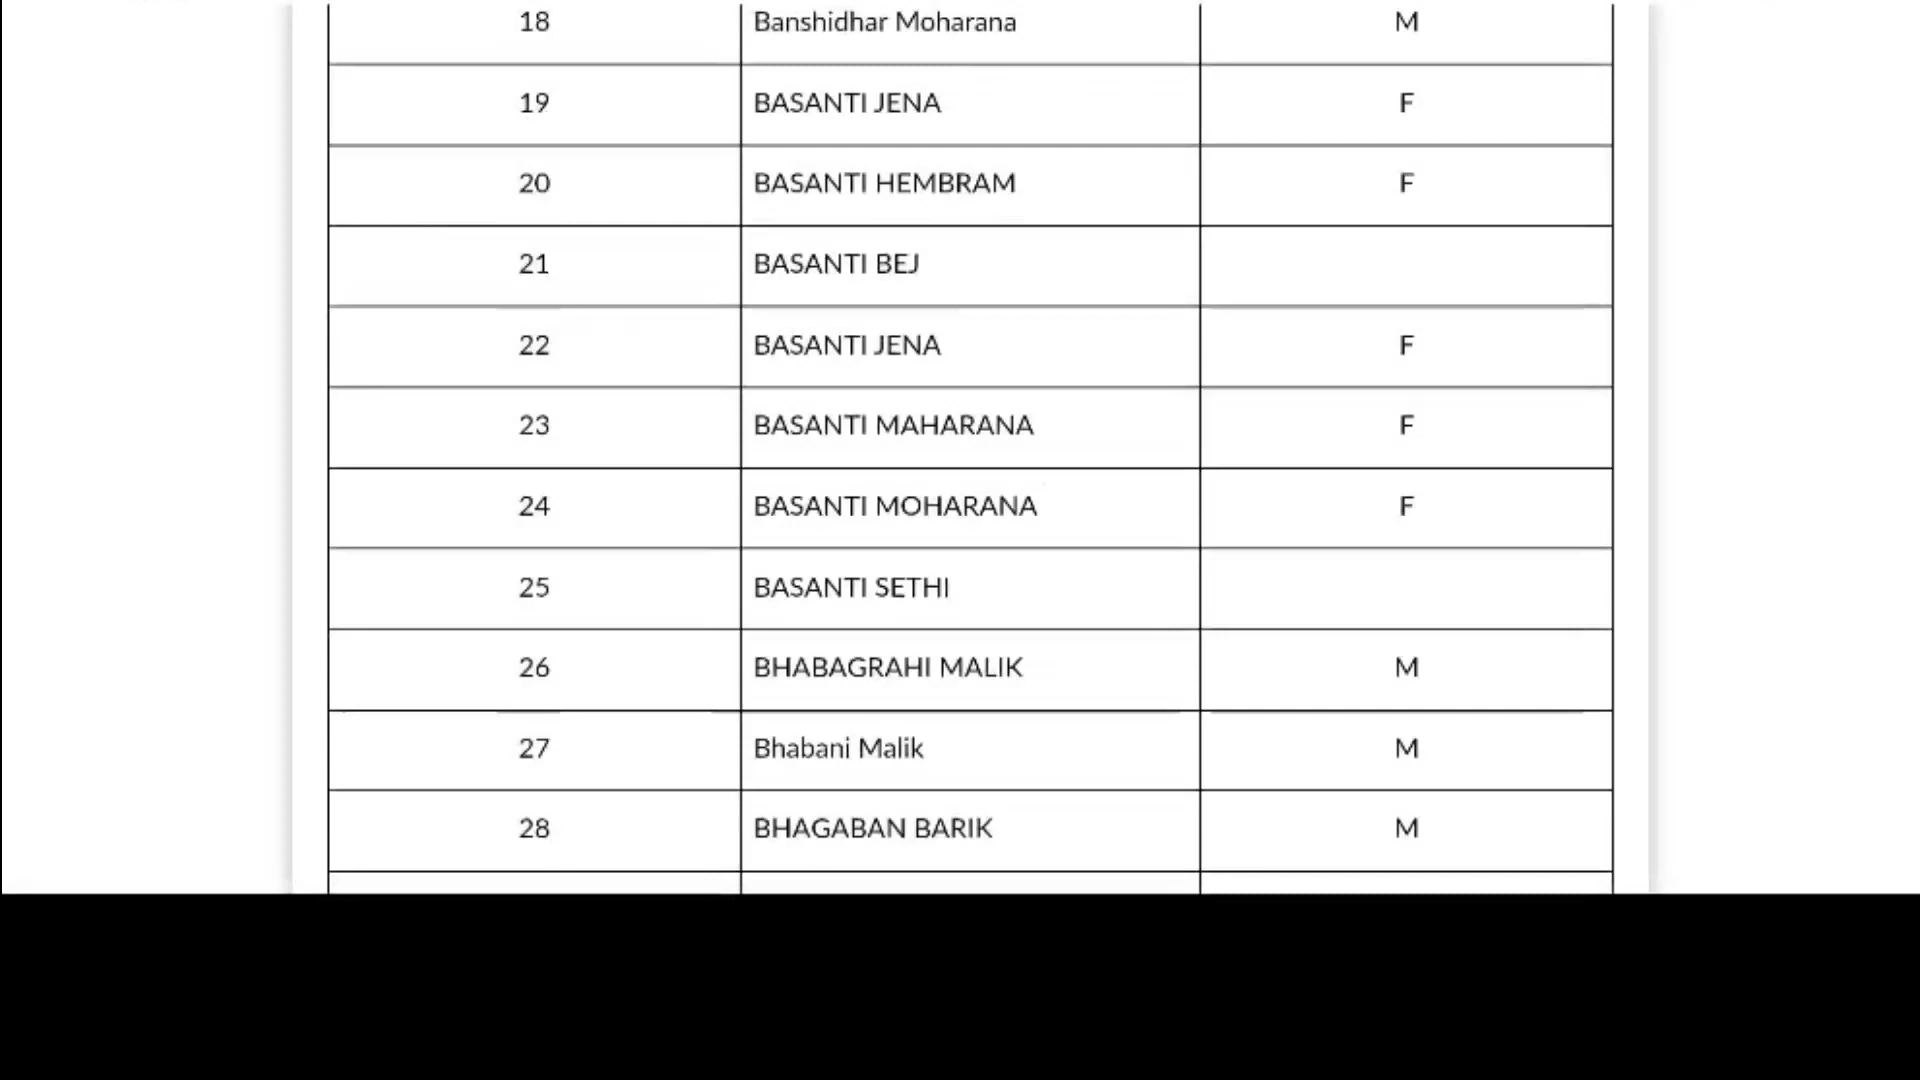 18 Banshidhar Moharana M
19 BASANTI JENA F
20 BASANTI HEMBRAM F
21 BASANTI BEJ
22 BASANTI JENA F
23 BASANTI MAHARANA F
24 BASANTI MOHARANA F
25 BASANTI SETHI
26 BHABAGRAHI MALIK M
27 Bhabani Malik M
28 BHAGABAN BARIK M